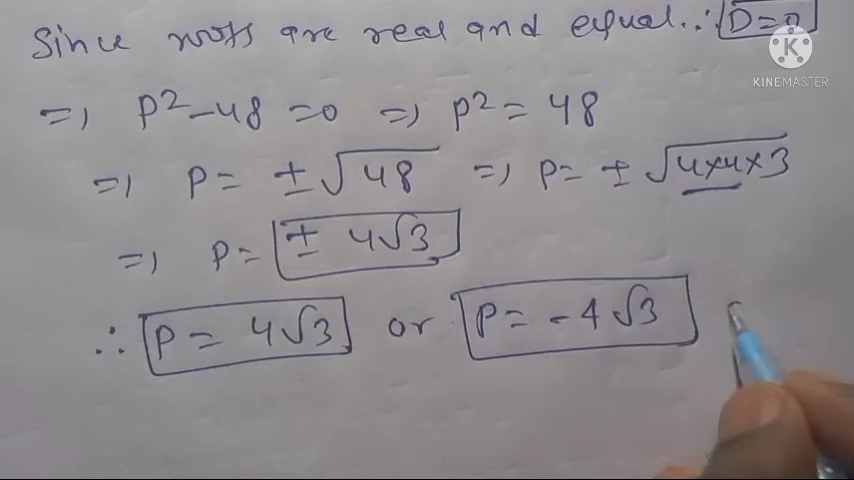 Since roots are real and equal. ∴ D=0
K
KINEMASTER
=> P² - 48 = 0 => P² = 48
=> P = ± √48 => P = ± √4×4×3
=> P = ± 4√3
∴ P = 4√3 or P = -4√3